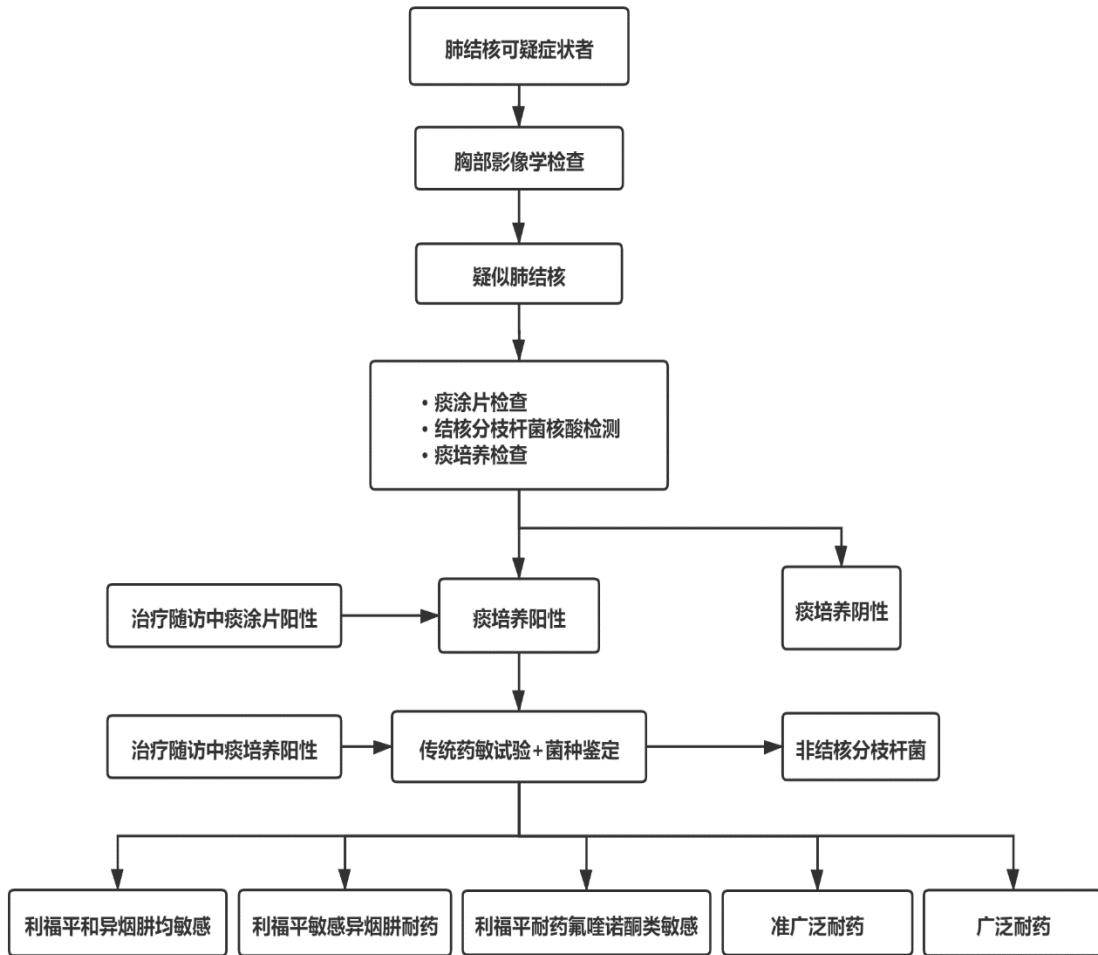 肺结核可疑症状者
胸部影像学检查
疑似肺结核
•痰涂片检查
•结核分枝杆菌核酸检测
•痰培养检查
治疗随访中痰涂片阳性
痰培养阳性
痰培养阴性
治疗随访中痰培养阳性
传统药敏试验+菌种鉴定
非结核分枝杆菌
利福平和异烟肼均敏感
利福平敏感异烟肼耐药
利福平耐药氟喹诺酮类敏感
准广泛耐药
广泛耐药